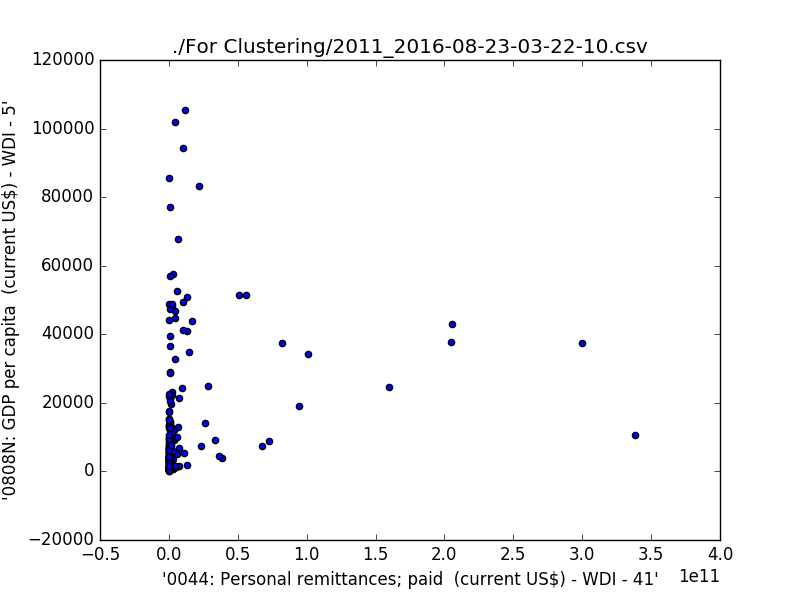 ./For Clustering/2011_2016-08-23-03-22-10.csv
'0808N: GDP per capita  (current US$) - WDI - 5'
120000
100000
80000
60000
40000
20000
0
−20000
−0.5 0.0 0.5 1.0 1.5 2.0 2.5 3.0 3.5 4.0
1e11
'0044: Personal remittances; paid  (current US$) - WDI - 41'